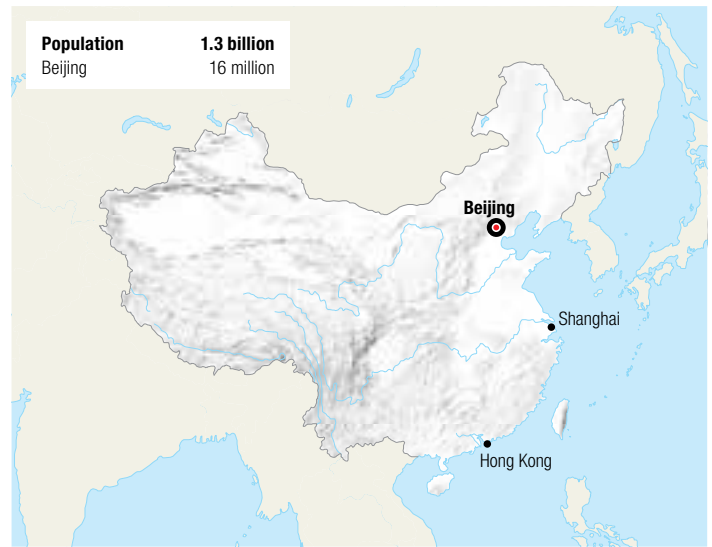 Population 1.3 billion
Beijing 16 million
Beijing
Shanghai
Hong Kong